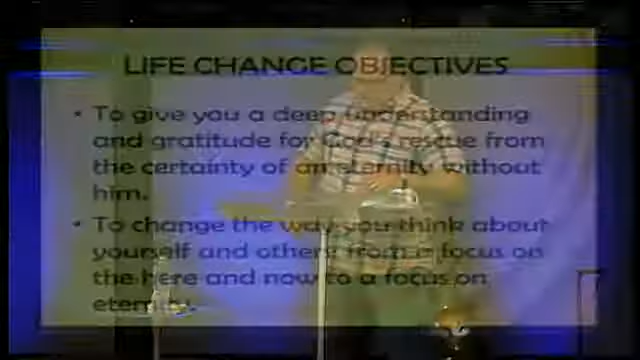 LIFE CHANGE OBJECTIVES
• To give you a deep understanding
and gratitude for God's rescue from
the certainty of an eternity without
him.
• To change the way you think about
yourself and others from a focus on
the here and now to a focus on
eternity.